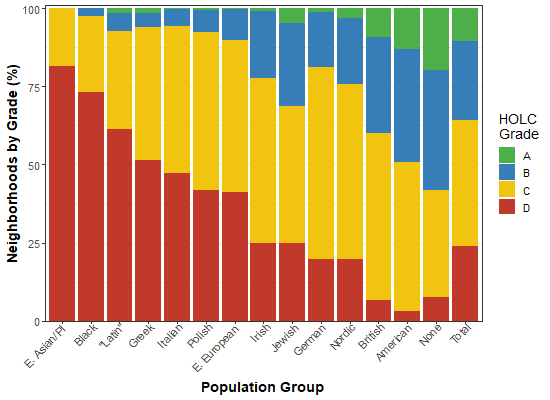 Neighborhoods by Grade (%)
100
75
50
25
0
E. Asian/PI
Black
"Latin"
Greek
Italian
Polish
E. European
Irish
Jewish
German
Nordic
British
American
None
Total
Population Group
HOLC
Grade
A
B
C
D